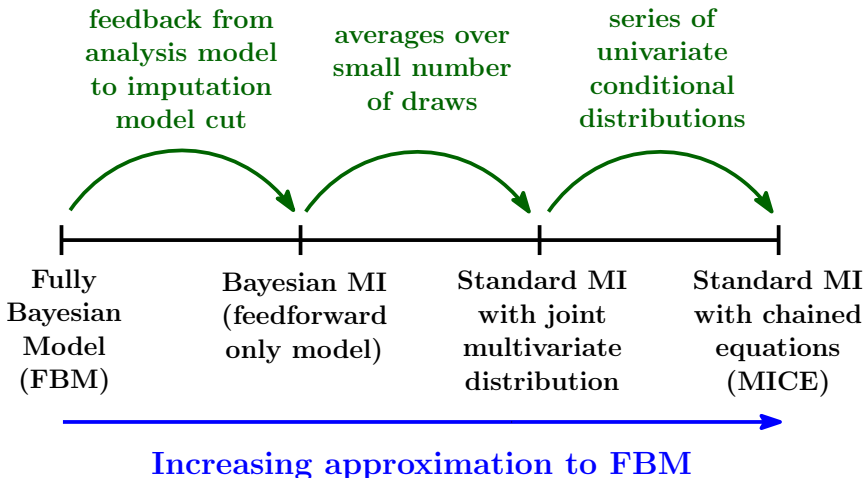 feedback from
analysis model
to imputation
model cut
averages over
small number
of draws
series of
univariate
conditional
distributions
Fully
Bayesian
Model
(FBM)
Bayesian MI
(feedforward
only model)
Standard MI
with joint
multivariate
distribution
Standard MI
with chained
equations
(MICE)
Increasing approximation to FBM